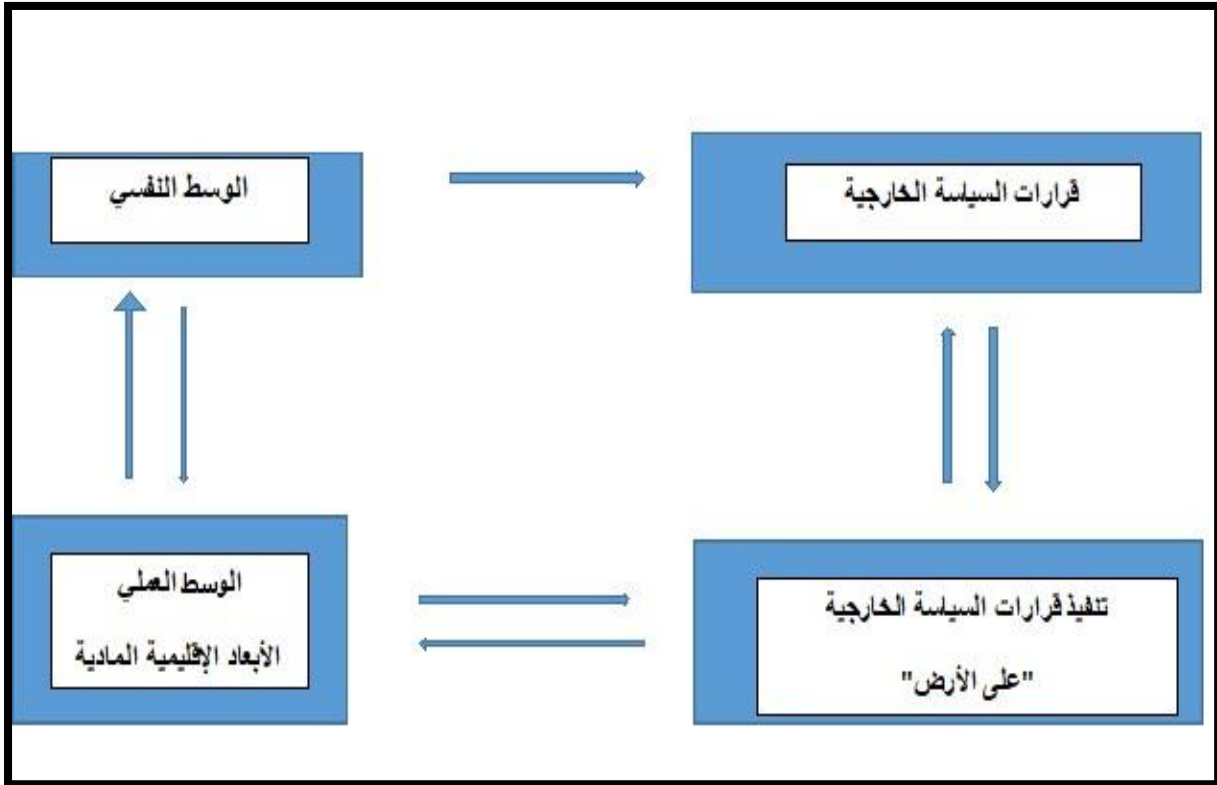 قرارات السياسة الخارجية
الوسط النفسي
تنفيذ قرارات السياسة الخارجية
"على الأرض"
الوسط العملي
الأبعاد الإقليمية المادية